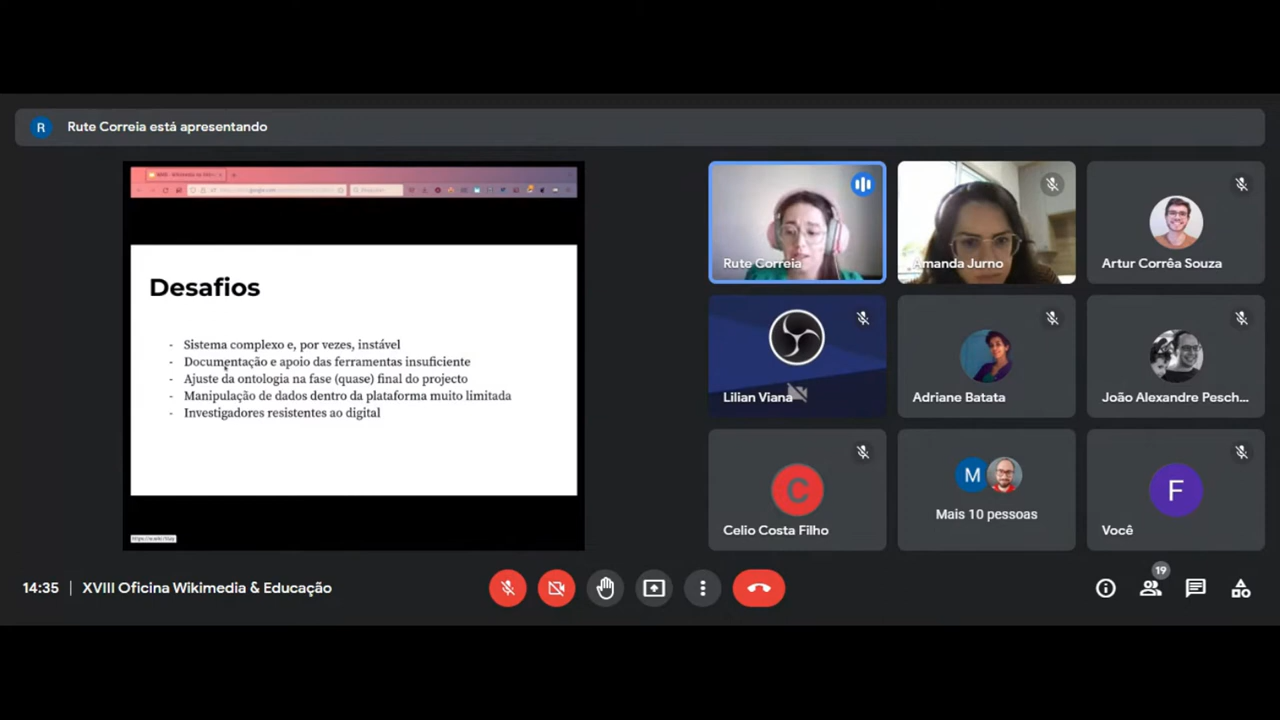 R
Rute Correia está apresentando
Desafios
- Sistema complexo e, por vezes, instável
- Documentação e apoio das ferramentas insuficiente
- Ajuste da ontologia na fase (quase) final do projecto
- Manipulação de dados dentro da plataforma muito limitada
- Investigadores resistentes ao digital
Rute Correia
Amanda Jurno
Artur Corrêa Souza
Lilian Viana
Adriane Batata
João Alexandre Pesch...
C
Celio Costa Filho
M
Mais 10 pessoas
F
Você
14:35 | XVIII Oficina Wikimedia & Educação
19